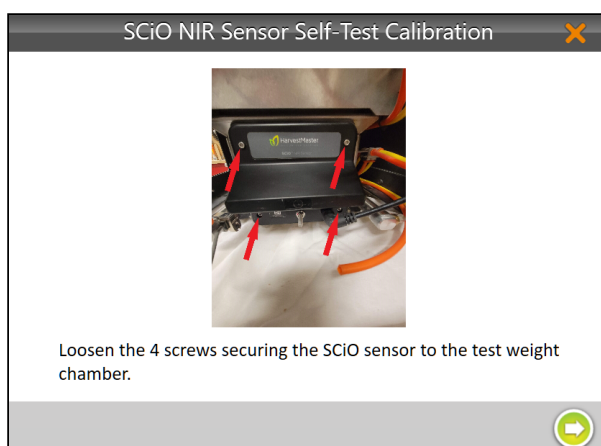 SCiO NIR Sensor Self-Test Calibration
HarvestMaster
Loosen the 4 screws securing the SCiO sensor to the test weight
chamber.